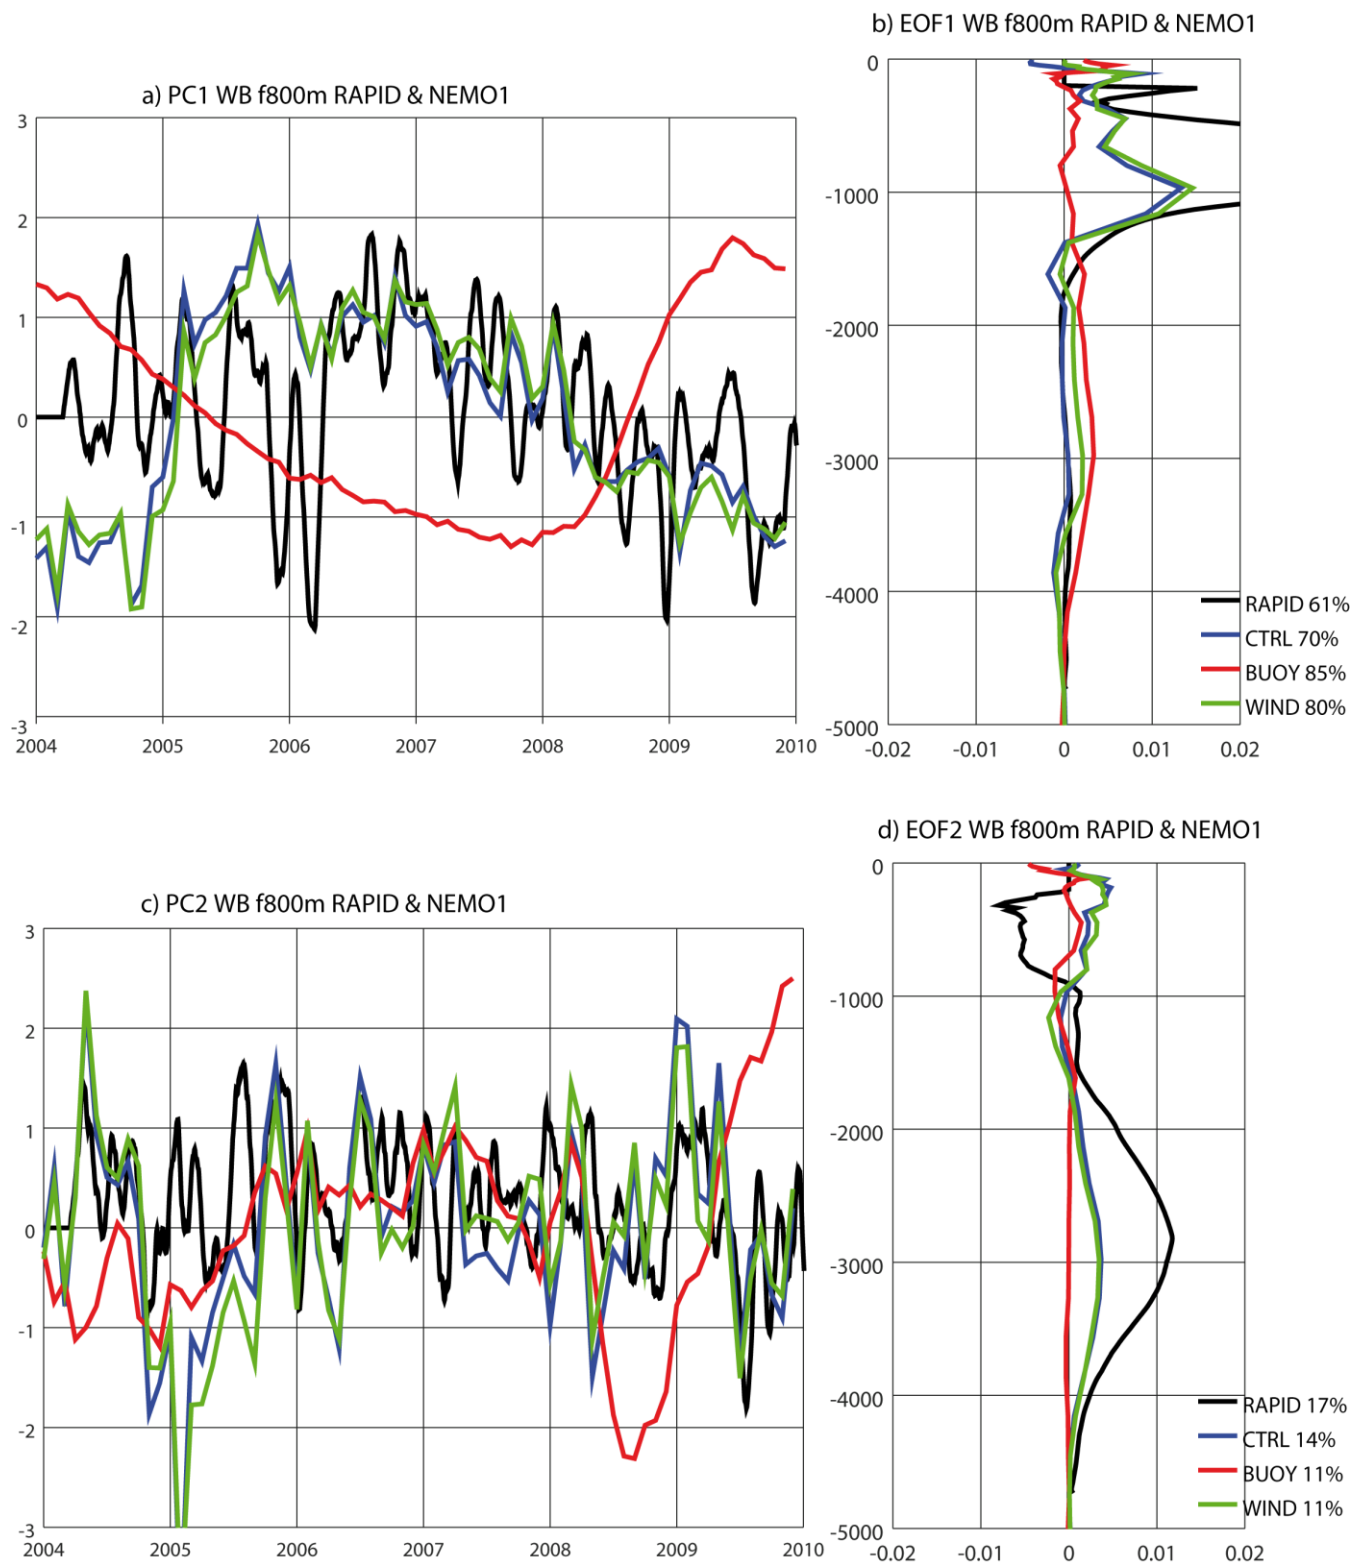 b) EOF1 WB f800m RAPID & NEMO1
a) PC1 WB f800m RAPID & NEMO1
3
2
1
0
-1
-2
-3
2004 2005 2006 2007 2008 2009 2010
0
-1000
-2000
-3000
-4000
-5000
-0.02 -0.01 0 0.01 0.02
RAPID 61%
CTRL 70%
BUOY 85%
WIND 80%
d) EOF2 WB f800m RAPID & NEMO1
c) PC2 WB f800m RAPID & NEMO1
3
2
1
0
-1
-2
-3
2004 2005 2006 2007 2008 2009 2010
0
-1000
-2000
-3000
-4000
-5000
-0.02 -0.01 0 0.01 0.02
RAPID 17%
CTRL 14%
BUOY 11%
WIND 11%